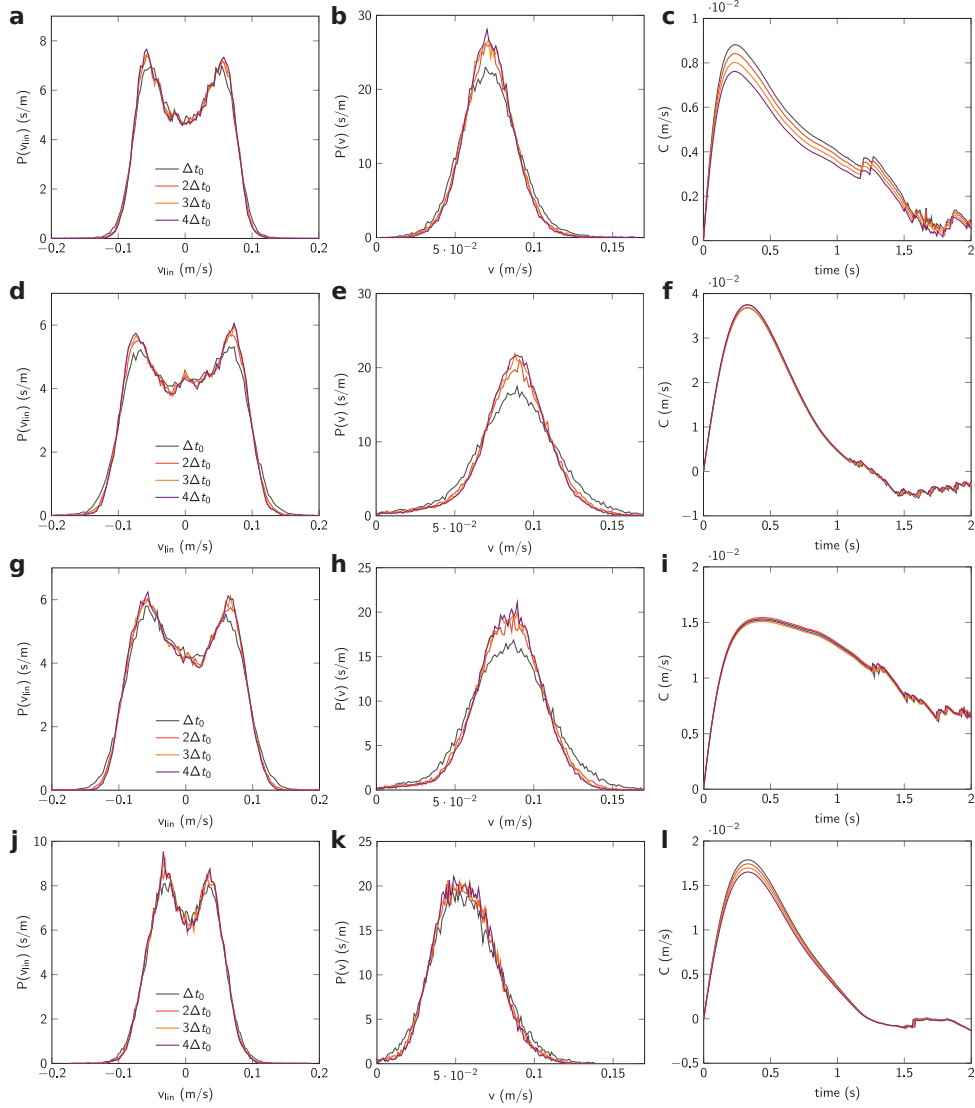 a
P(v_lin) (s/m)
8
6
4
2
0
−0.2
−0.1
0
0.1
0.2
v_lin (m/s)
Δt₀
2Δt₀
3Δt₀
4Δt₀
b
P(v) (s/m)
30
20
10
0
0
5·10⁻²
0.1
0.15
v (m/s)
c
·10⁻²
C (m/s)
1
0.8
0.6
0.4
0.2
0
0
0.5
1
1.5
2
time (s)
d
P(v_lin) (s/m)
8
6
4
2
0
−0.2
−0.1
0
0.1
0.2
v_lin (m/s)
Δt₀
2Δt₀
3Δt₀
4Δt₀
e
P(v) (s/m)
30
20
10
0
0
5·10⁻²
0.1
0.15
v (m/s)
f
·10⁻²
C (m/s)
4
3
2
1
0
−1
0
0.5
1
1.5
2
time (s)
g
P(v_lin) (s/m)
6
4
2
0
−0.2
−0.1
0
0.1
0.2
v_lin (m/s)
Δt₀
2Δt₀
3Δt₀
4Δt₀
h
P(v) (s/m)
25
20
15
10
5
0
0
5·10⁻²
0.1
0.15
v (m/s)
i
·10⁻²
C (m/s)
2
1.5
1
0.5
0
0
0.5
1
1.5
2
time (s)
j
P(v_lin) (s/m)
10
8
6
4
2
0
−0.2
−0.1
0
0.1
0.2
v_lin (m/s)
Δt₀
2Δt₀
3Δt₀
4Δt₀
k
P(v) (s/m)
25
20
15
10
5
0
0
5·10⁻²
0.1
0.15
v (m/s)
l
·10⁻²
C (m/s)
2
1.5
1
0.5
0
−0.5
0
0.5
1
1.5
2
time (s)